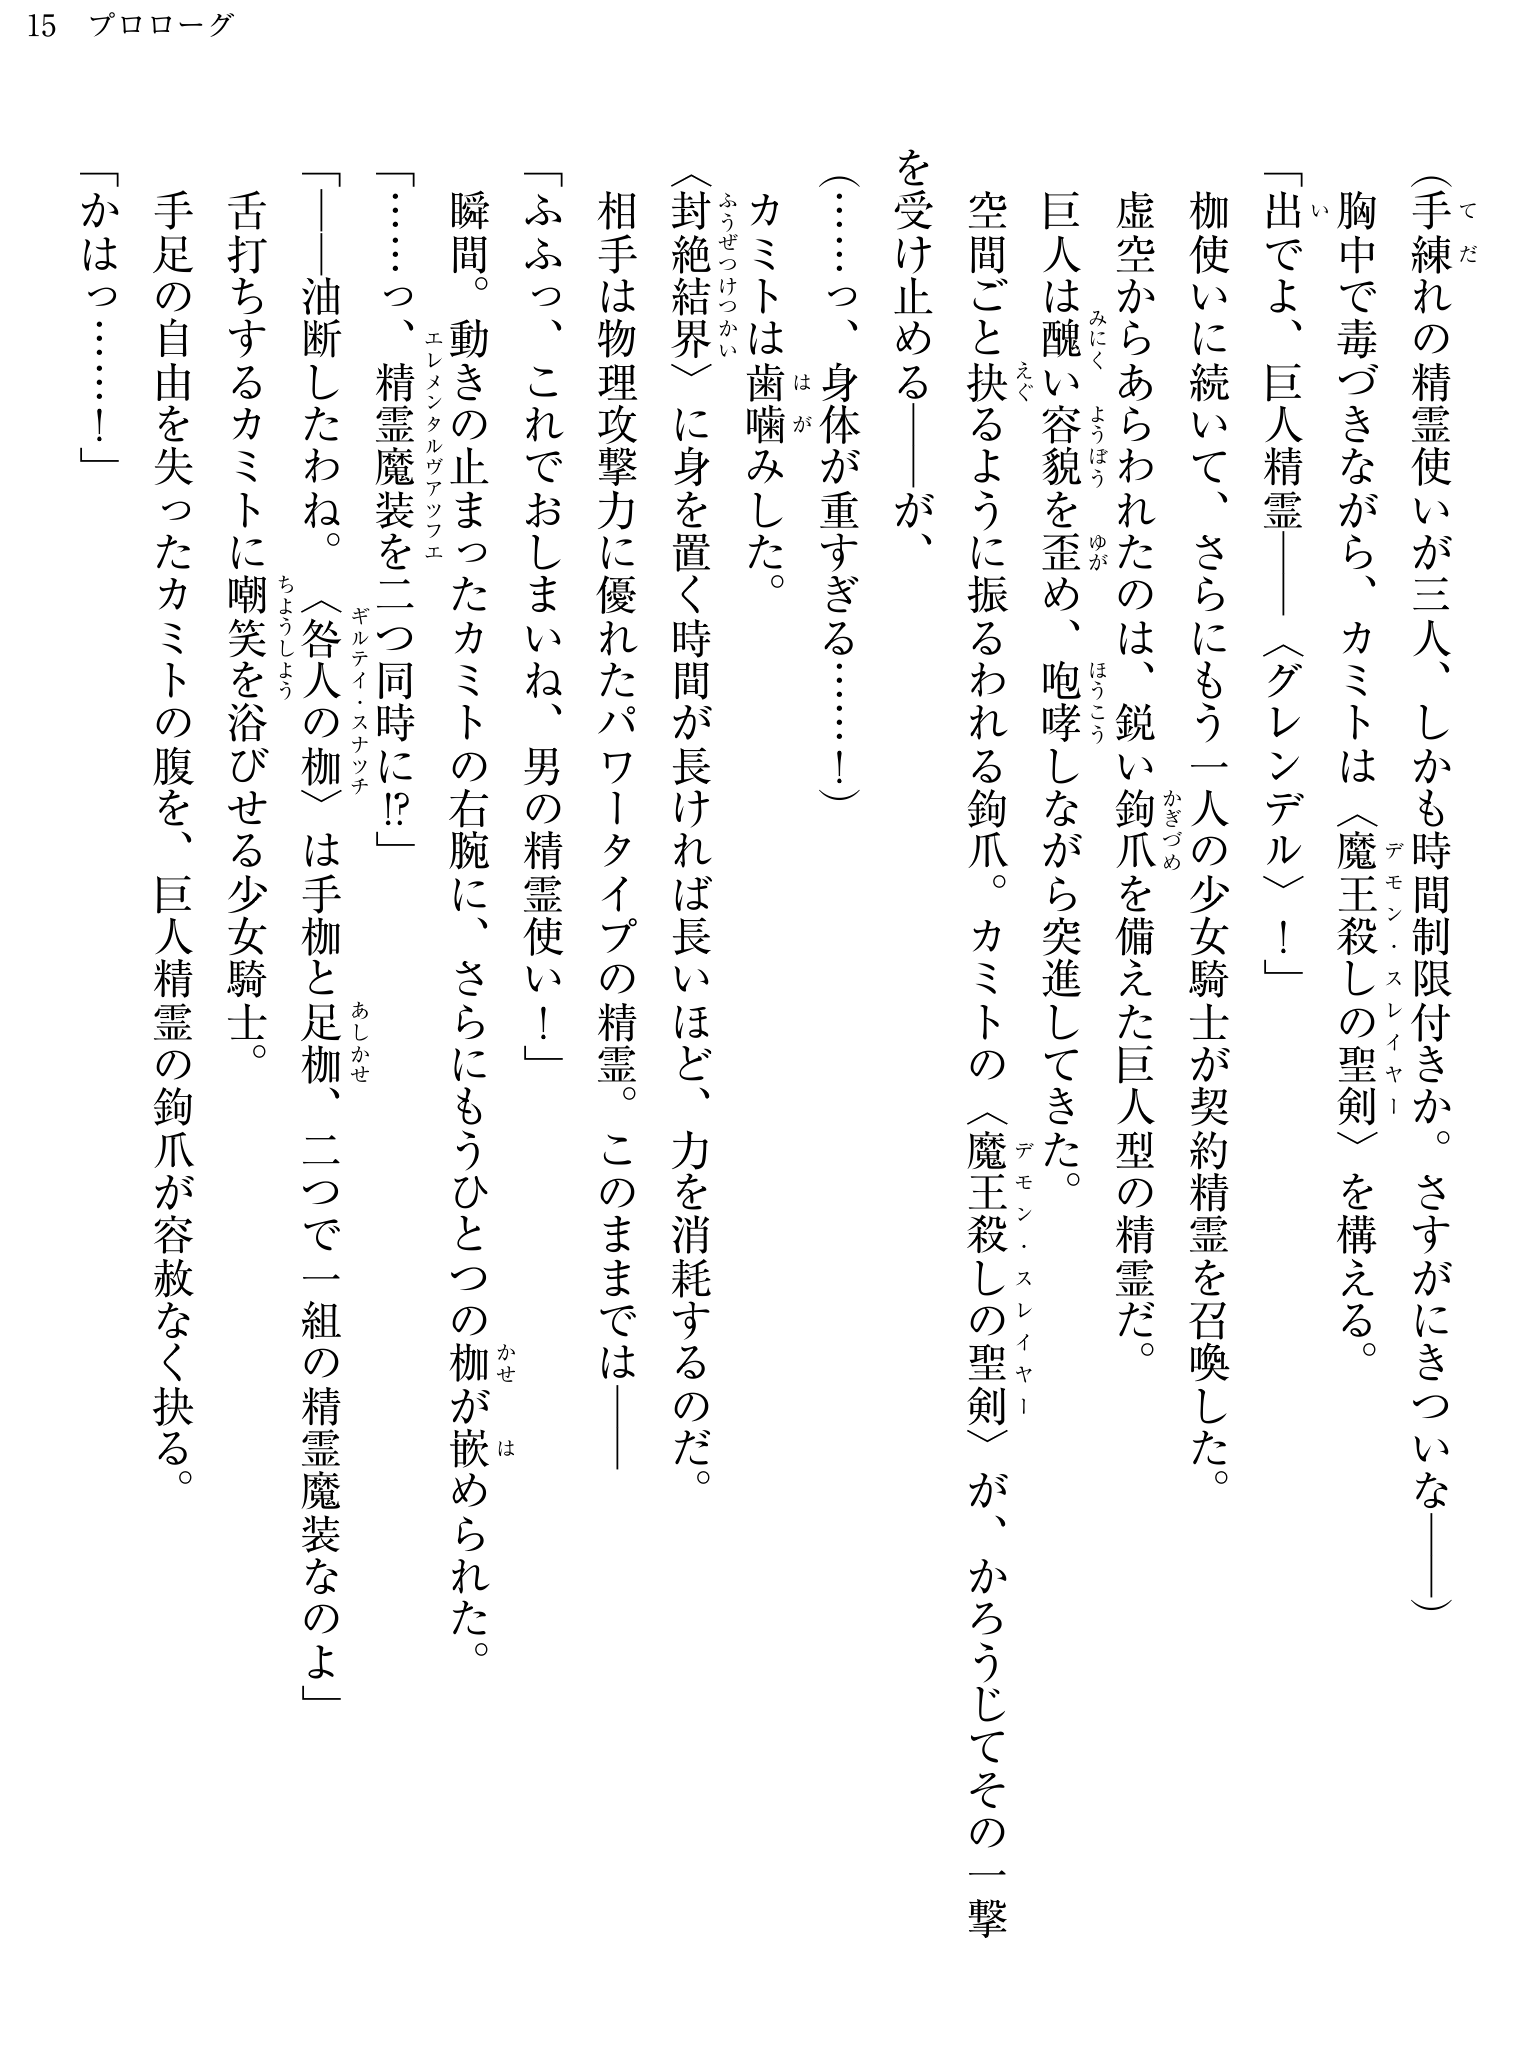 15 プロローグ
(手練れの精霊使いが三人、しかも時間制限付きか。さすがにきついな――)
胸中で毒づきながら、カミトは〈魔王殺しの聖剣〉を構える。
「出でよ、巨人精霊――〈グレンデル〉!」
枷使いに続いて、さらにもう一人の少女騎士が契約精霊を召喚した。
虚空からあらわれたのは、鋭い鉤爪を備えた巨人型の精霊だ。
巨人は醜い容貌を歪め、咆哮しながら突進してきた。
空間ごと抉るように振るわれる鉤爪。カミトの〈魔王殺しの聖剣〉が、かろうじてその一撃
を受け止める――が、
(……っ、身体が重すぎる……!)
カミトは歯噛みした。
〈封絶結界〉に身を置く時間が長ければ長いほど、力を消耗するのだ。
相手は物理攻撃力に優れたパワータイプの精霊。このままでは――
「ふふっ、これでおしまいね、男の精霊使い!」
瞬間。動きの止まったカミトの右腕に、さらにもうひとつの枷が嵌められた。
「……っ、精霊魔装を二つ同時に!?」
「――油断したわね。〈咎人の枷〉は手枷と足枷、二つで一組の精霊魔装なのよ」
舌打ちするカミトに嘲笑を浴びせる少女騎士。
手足の自由を失ったカミトの腹を、巨人精霊の鉤爪が容赦なく抉る。
「かはっ……!」